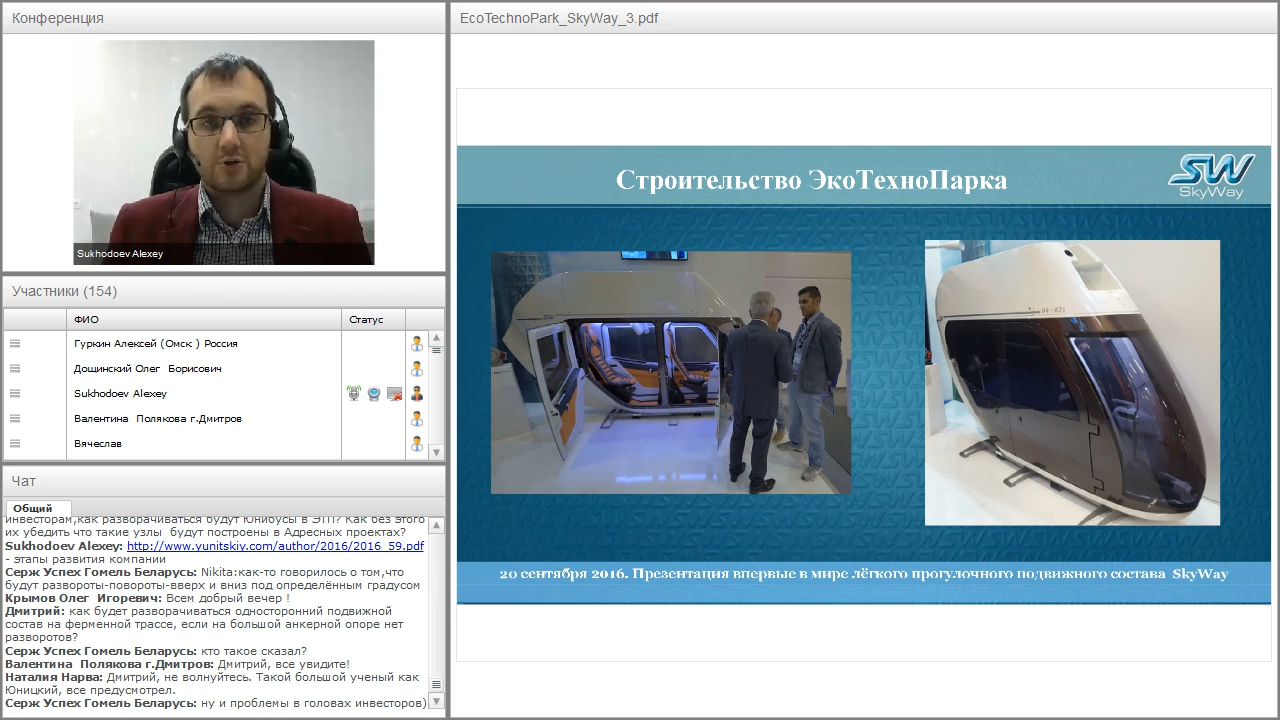 Конференция
Sukhodoev Alexey
Участники (154)
ФИО
Статус
Гуркин Алексей (Омск ) Россия
Дощинский Олег Борисович
Sukhodoev Alexey
Валентина Полякова г.Дмитров
Вячеслав
Чат
Общий
инвесторам,как разворачиваться будут Юнибусы в ЭТП? Как без этого
их убедить что такие узлы будут построены в Адресных проектах?
Sukhodoev Alexey: http://www.yunitskiy.com/author/2016/2016_59.pdf
- этапы развития компании
Серж Успех Гомель Беларусь: Nikita:как-то говорилось о том,что
будут развороты-повороты-вверх и вниз под определённым градусом
Крымов Олег Игоревич: Всем добрый вечер !
Дмитрий: как будет разворачиваться односторонний подвижной
состав на ферменной трассе, если на большой анкерной опоре нет
разворотов?
Серж Успех Гомель Беларусь: кто такое сказал?
Валентина Полякова г.Дмитров: Дмитрий, все увидите!
Наталия Нарва: Дмитрий, не волнуйтесь. Такой большой ученый как
Юницкий, все предусмотрел.
Серж Успех Гомель Беларусь: ну и проблемы в головах инвесторов)
EcoTechnoPark_SkyWay_3.pdf
Строительство ЭкоТехноПарка
SW
SkyWay
20 сентября 2016. Презентация впервые в мире лёгкого прогулочного подвижного состава SkyWay